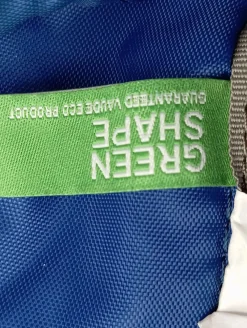 GREEN
SHAPE
GUARANTEED VAUDE ECO PRODUCT